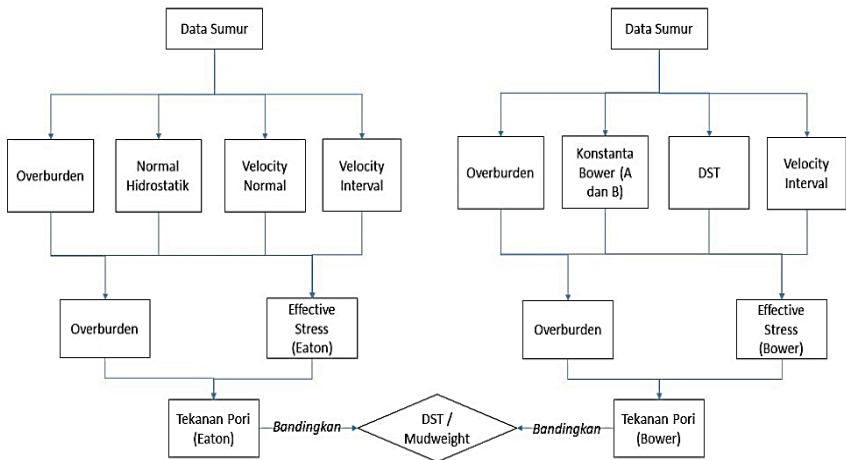 Data Sumur
Overburden
Normal
Hidrostatik
Velocity
Normal
Velocity
Interval
Overburden
Effective
Stress
(Eaton)
Tekanan Pori
(Eaton)
Bandingkan
DST /
Mudweight
Data Sumur
Overburden
Konstanta
Bower (A
dan B)
DST
Velocity
Interval
Overburden
Effective
Stress
(Bower)
Tekanan Pori
(Bower)
Bandingkan